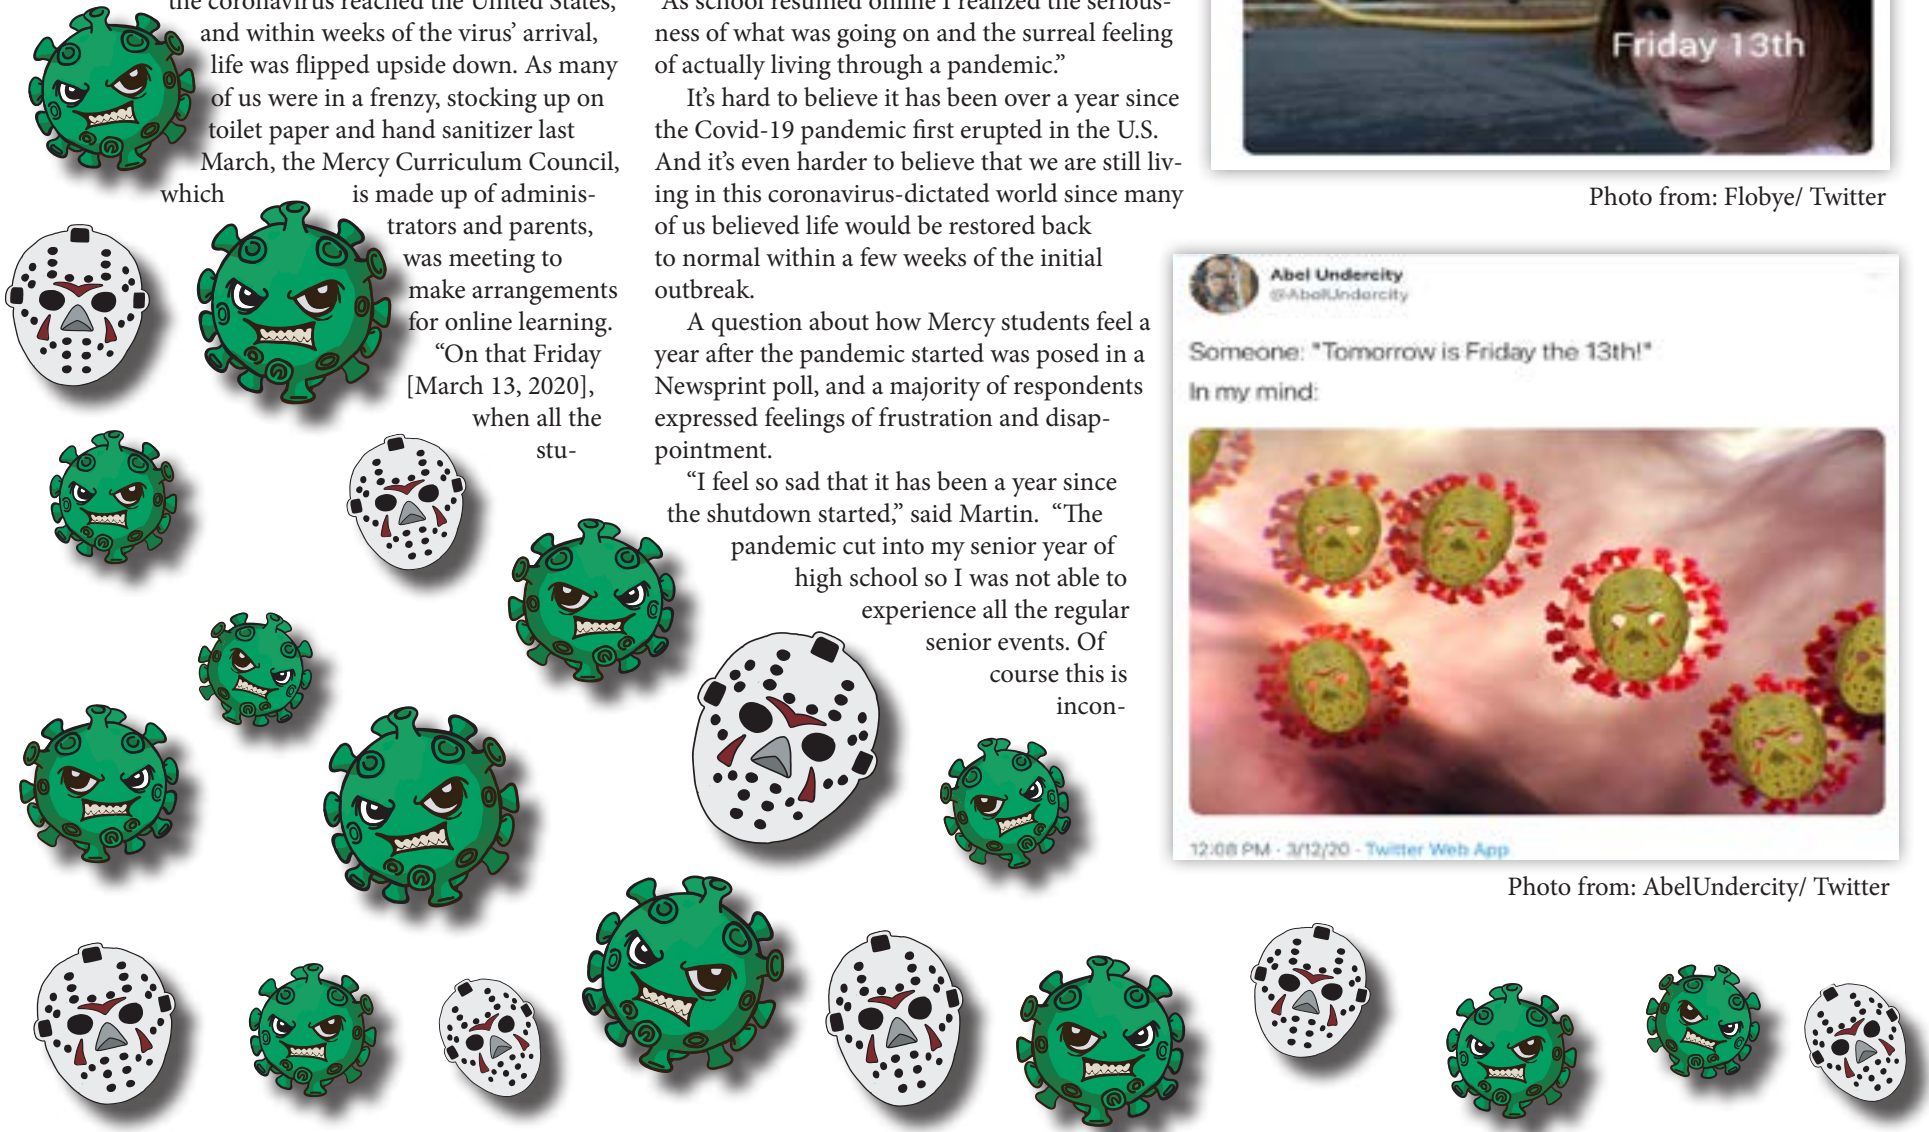 the coronavirus reached the United States,
and within weeks of the virus’ arrival,
life was flipped upside down. As many
of us were in a frenzy, stocking up on
toilet paper and hand sanitizer last
March, the Mercy Curriculum Council,
which is made up of adminis-
trators and parents,
was meeting to
make arrangements
for online learning.
“On that Friday
[March 13, 2020],
when all the
stu-
As school resumed online I realized the serious-
ness of what was going on and the surreal feeling
of actually living through a pandemic.”
It’s hard to believe it has been over a year since
the Covid-19 pandemic first erupted in the U.S.
And it’s even harder to believe that we are still liv-
ing in this coronavirus-dictated world since many
of us believed life would be restored back
to normal within a few weeks of the initial
outbreak.
A question about how Mercy students feel a
year after the pandemic started was posed in a
Newsprint poll, and a majority of respondents
expressed feelings of frustration and disap-
pointment.
“I feel so sad that it has been a year since
the shutdown started,” said Martin.  “The
pandemic cut into my senior year of
high school so I was not able to
experience all the regular
senior events. Of
course this is
incon-
Friday 13th
Photo from: Flobye/ Twitter
Abel Undercity
@AbelUndercity
Someone: "Tomorrow is Friday the 13th!"
In my mind:
12:08 PM · 3/12/20 · Twitter Web App
Photo from: AbelUndercity/ Twitter